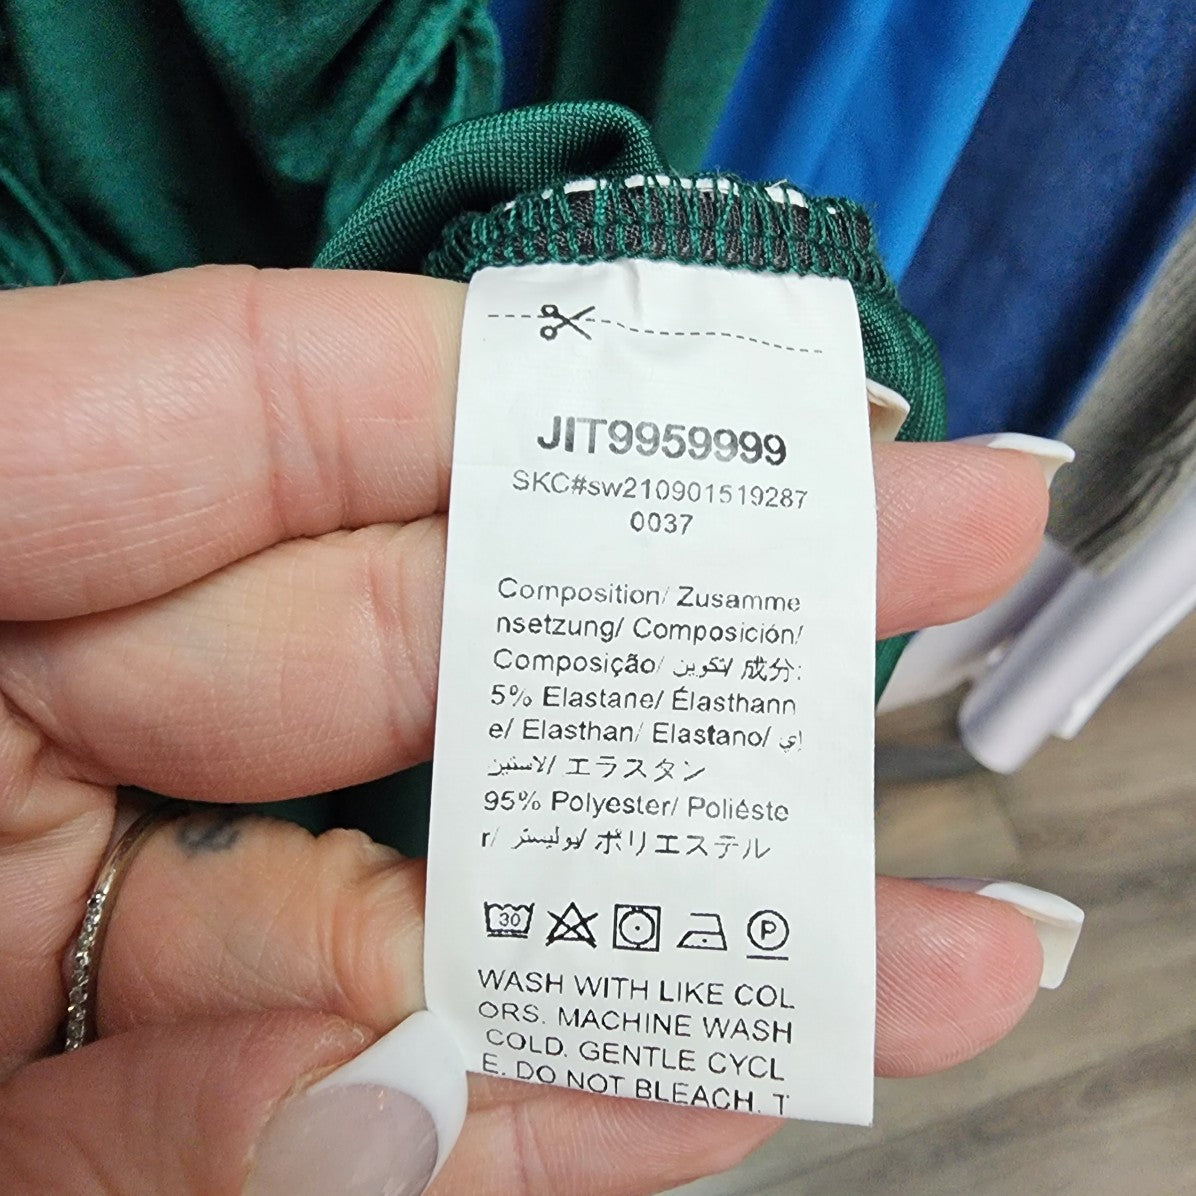 JIT9959999
SKC#sw210901519287
0037
Composition/ Zusamme
nsetzung/ Composición/
Composição/ تكوين/ 成分:
5% Elastane/ Élasthann
e/ Elasthan/ Elastano/ إي
لاستين/ エラスタン
95% Polyester/ Poliéste
r/ بوليستر/ ポリエステル
30
P
WASH WITH LIKE COL
ORS. MACHINE WASH
COLD. GENTLE CYCL
E. DO NOT BLEACH. T